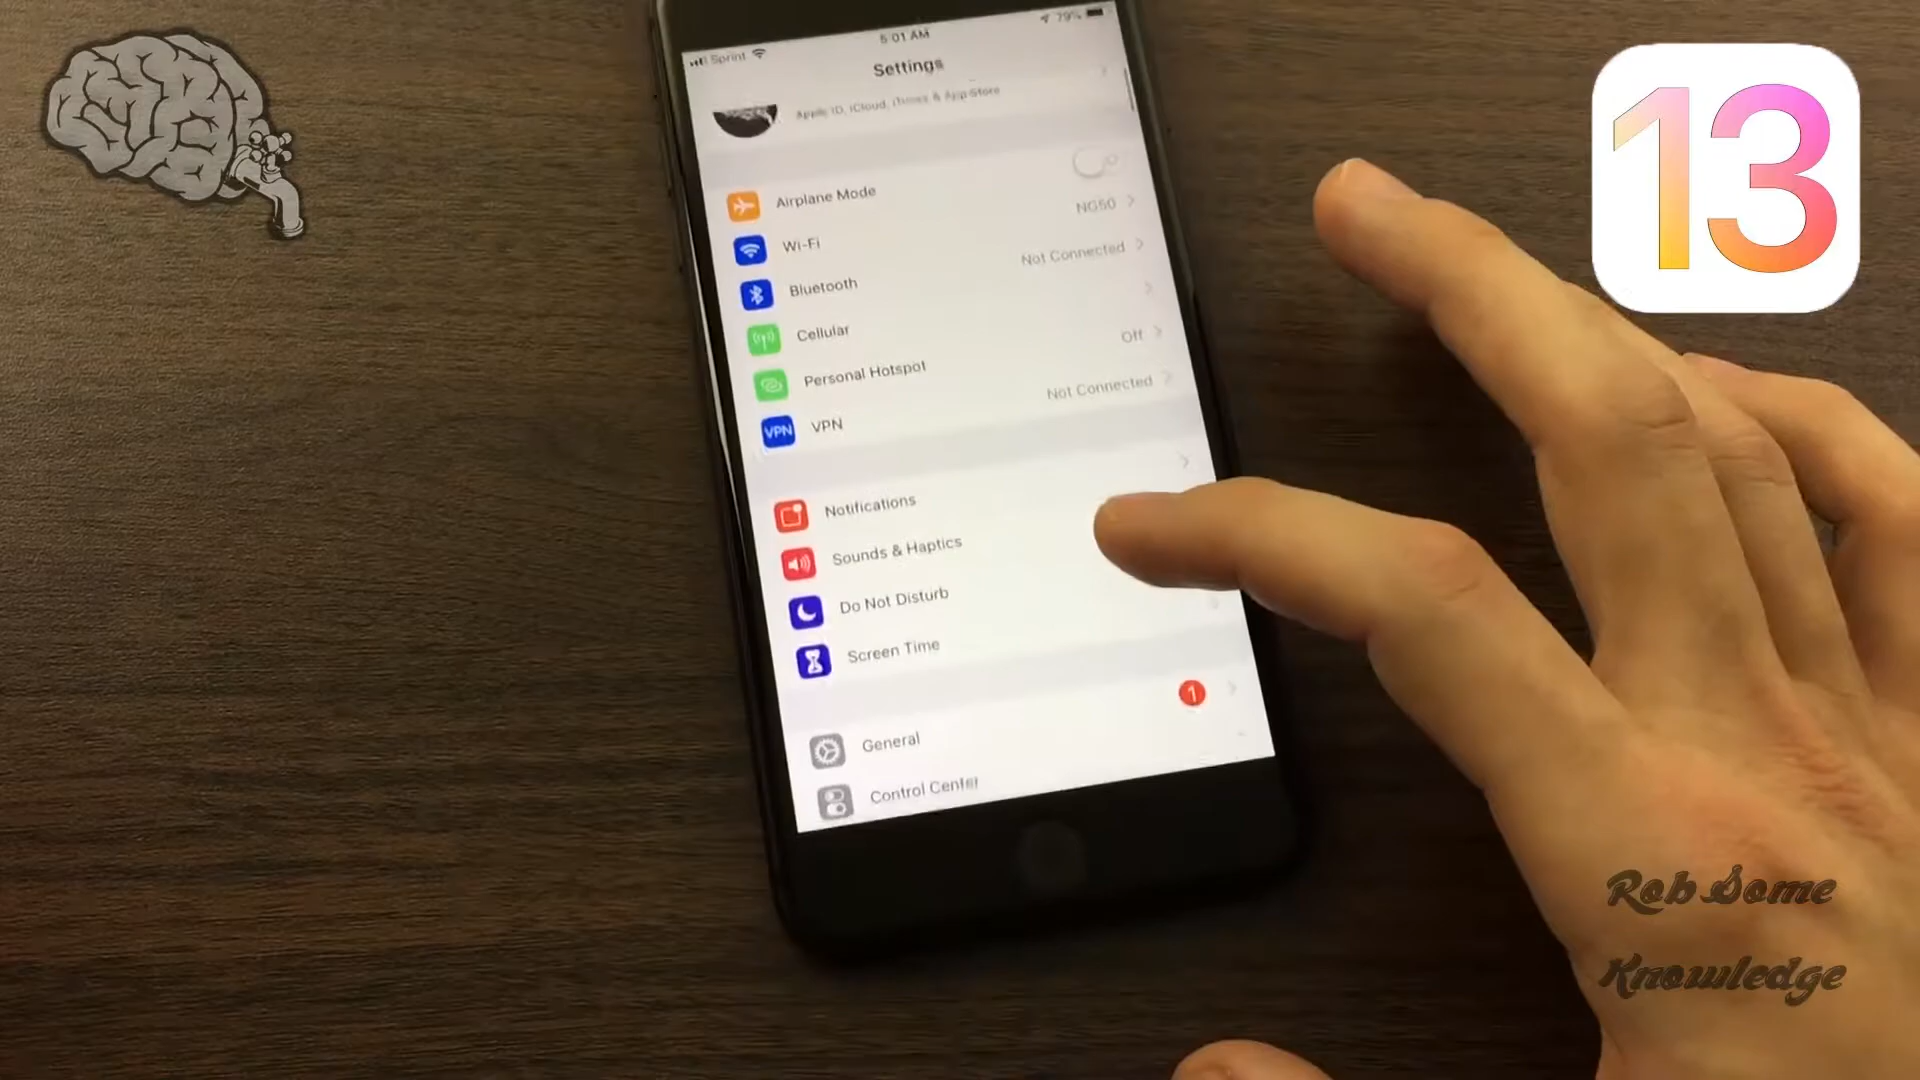 Sprint
5:01 AM
79%
Settings
Apple ID, iCloud, iTunes & App Store
Airplane Mode
Wi-Fi
NG50
Bluetooth
Not Connected
Cellular
Personal Hotspot
Off
VPN
VPN
Not Connected
Notifications
Sounds & Haptics
Do Not Disturb
Screen Time
General
1
Control Center
13
Rob Some
Knowledge